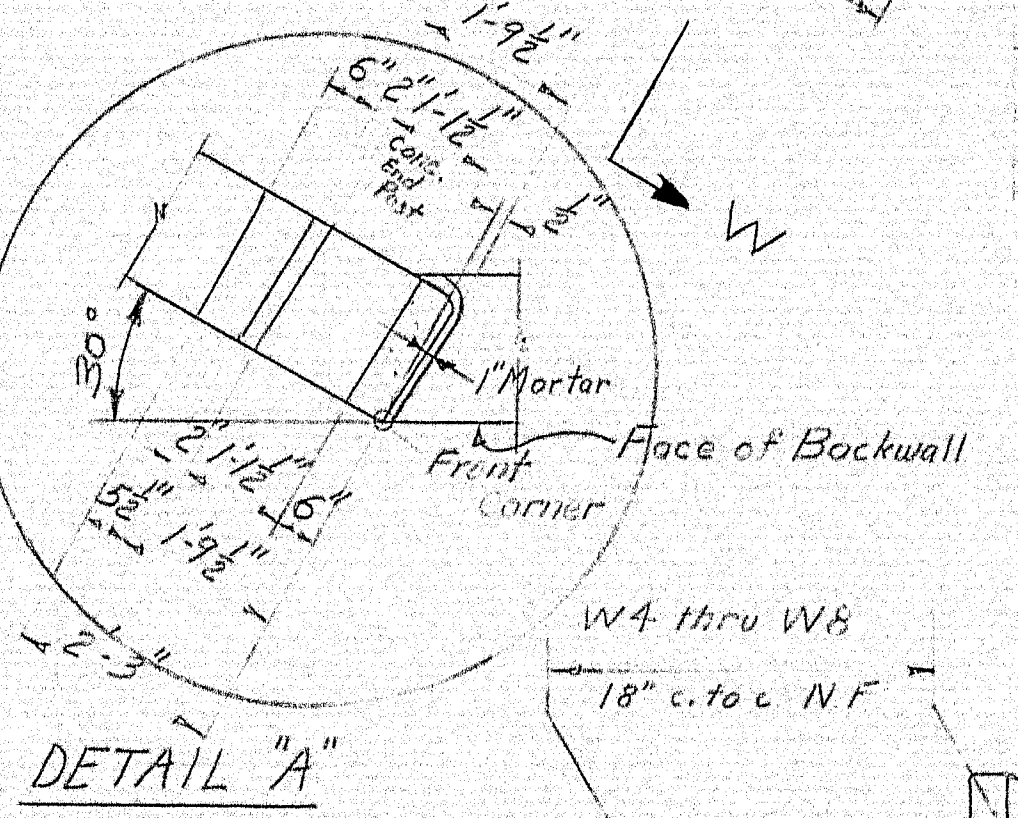 1'-9½"
6" 2" 1'-1½"
Conc.
End
Post
½"
W
30°
1" Mortar
Face of Backwall
Front
Corner
2" 1'-1½" 6"
5½" 1'-9½"
2'-3"
W4 thru W8
18" c. to c N F
DETAIL "A"